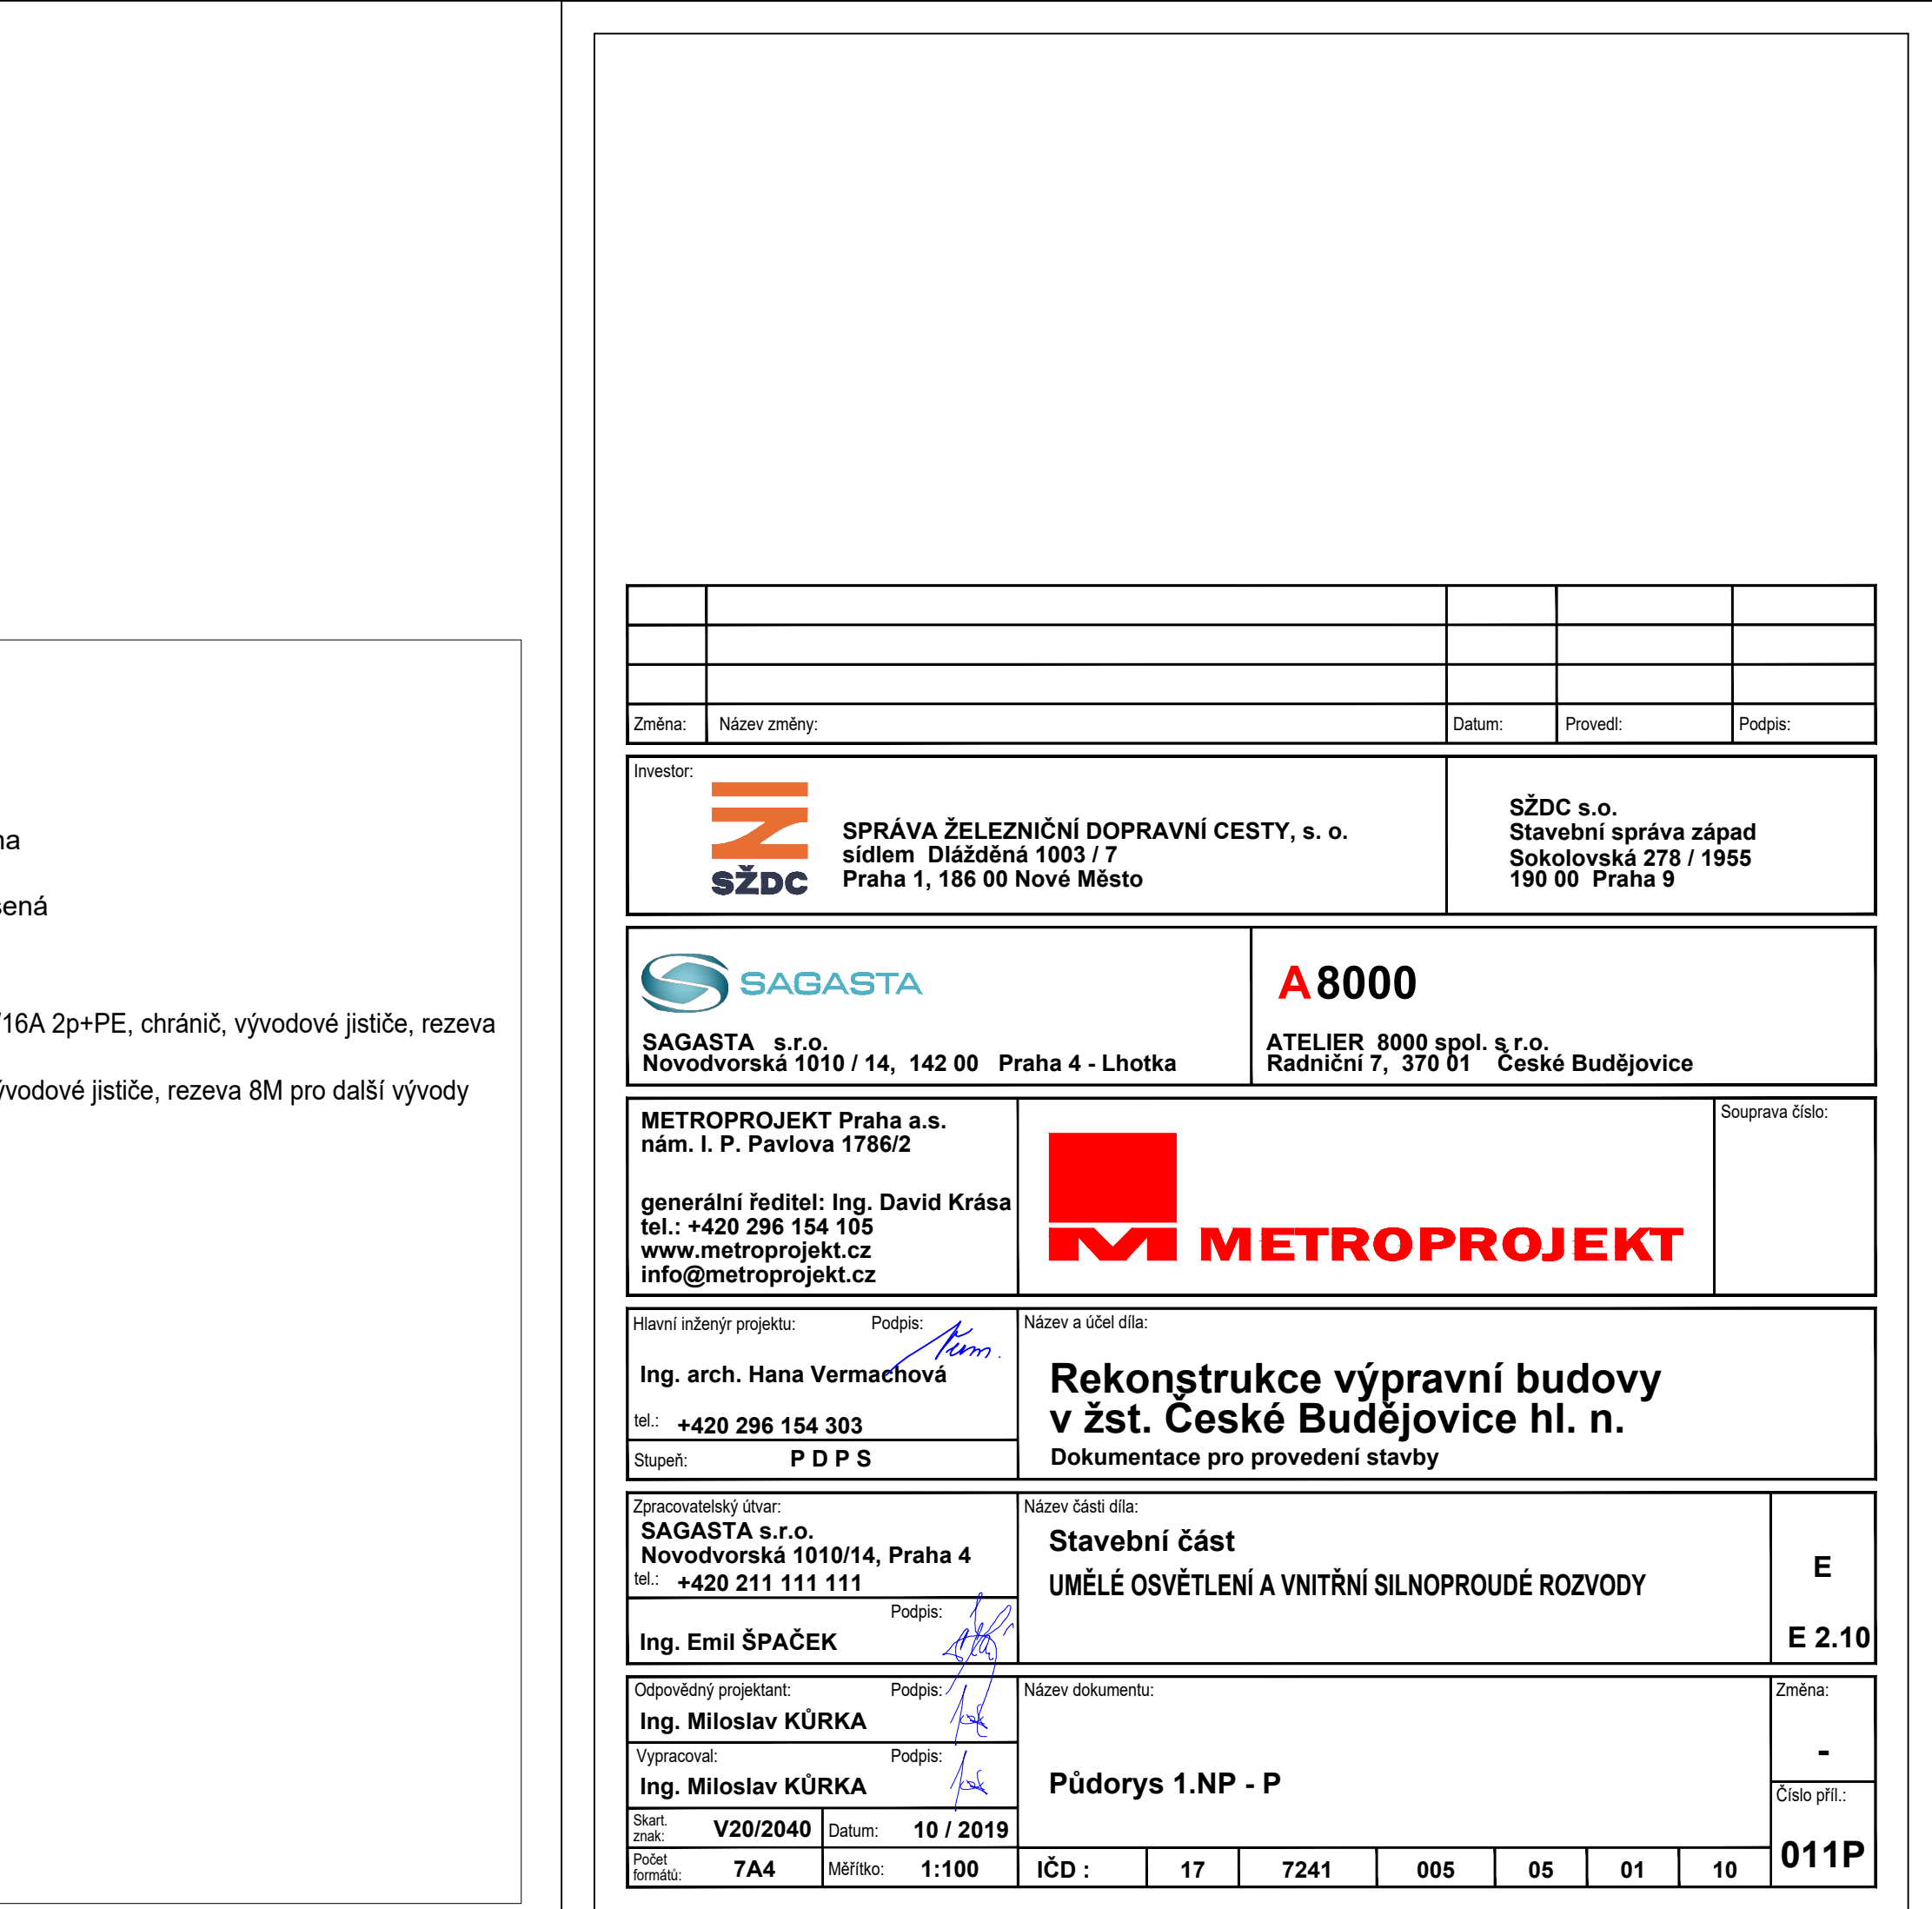 na
sená
/16A 2p+PE, chránič, vývodové jističe, rezeva
ývodové jističe, rezeva 8M pro další vývody
Změna: Název změny: Datum: Provedl: Podpis:
Investor:
SŽDC
SPRÁVA ŽELEZNIČNÍ DOPRAVNÍ CESTY, s. o.
sídlem Dlážděná 1003 / 7
Praha 1, 186 00 Nové Město
SŽDC s.o.
Stavební správa západ
Sokolovská 278 / 1955
190 00 Praha 9
SAGASTA
SAGASTA s.r.o.
Novodvorská 1010 / 14, 142 00 Praha 4 - Lhotka
A 8000
ATELIER 8000 spol. s r.o.
Radniční 7, 370 01 České Budějovice
METROPROJEKT Praha a.s.
nám. I. P. Pavlova 1786/2
generální ředitel: Ing. David Krása
tel.: +420 296 154 105
www.metroprojekt.cz
info@metroprojekt.cz
METROPROJEKT
Souprava číslo:
Hlavní inženýr projektu: Podpis:
Ing. arch. Hana Vermachová
tel.: +420 296 154 303
Stupeň: P D P S
Název a účel díla:
Rekonstrukce výpravní budovy
v žst. České Budějovice hl. n.
Dokumentace pro provedení stavby
Zpracovatelský útvar:
SAGASTA s.r.o.
Novodvorská 1010/14, Praha 4
tel.: +420 211 111 111
Podpis:
Ing. Emil ŠPAČEK
Název části díla:
Stavební část
UMĚLÉ OSVĚTLENÍ A VNITŘNÍ SILNOPROUDÉ ROZVODY
E
E 2.10
Odpovědný projektant: Podpis:
Ing. Miloslav KŮRKA
Vypracoval: Podpis:
Ing. Miloslav KŮRKA
Skart. znak: V20/2040 Datum: 10 / 2019
Počet formátů: 7A4 Měřítko: 1:100
Název dokumentu:
Půdorys 1.NP - P
Změna:
-
Číslo příl.:
011P
IČD : 17 7241 005 05 01 10